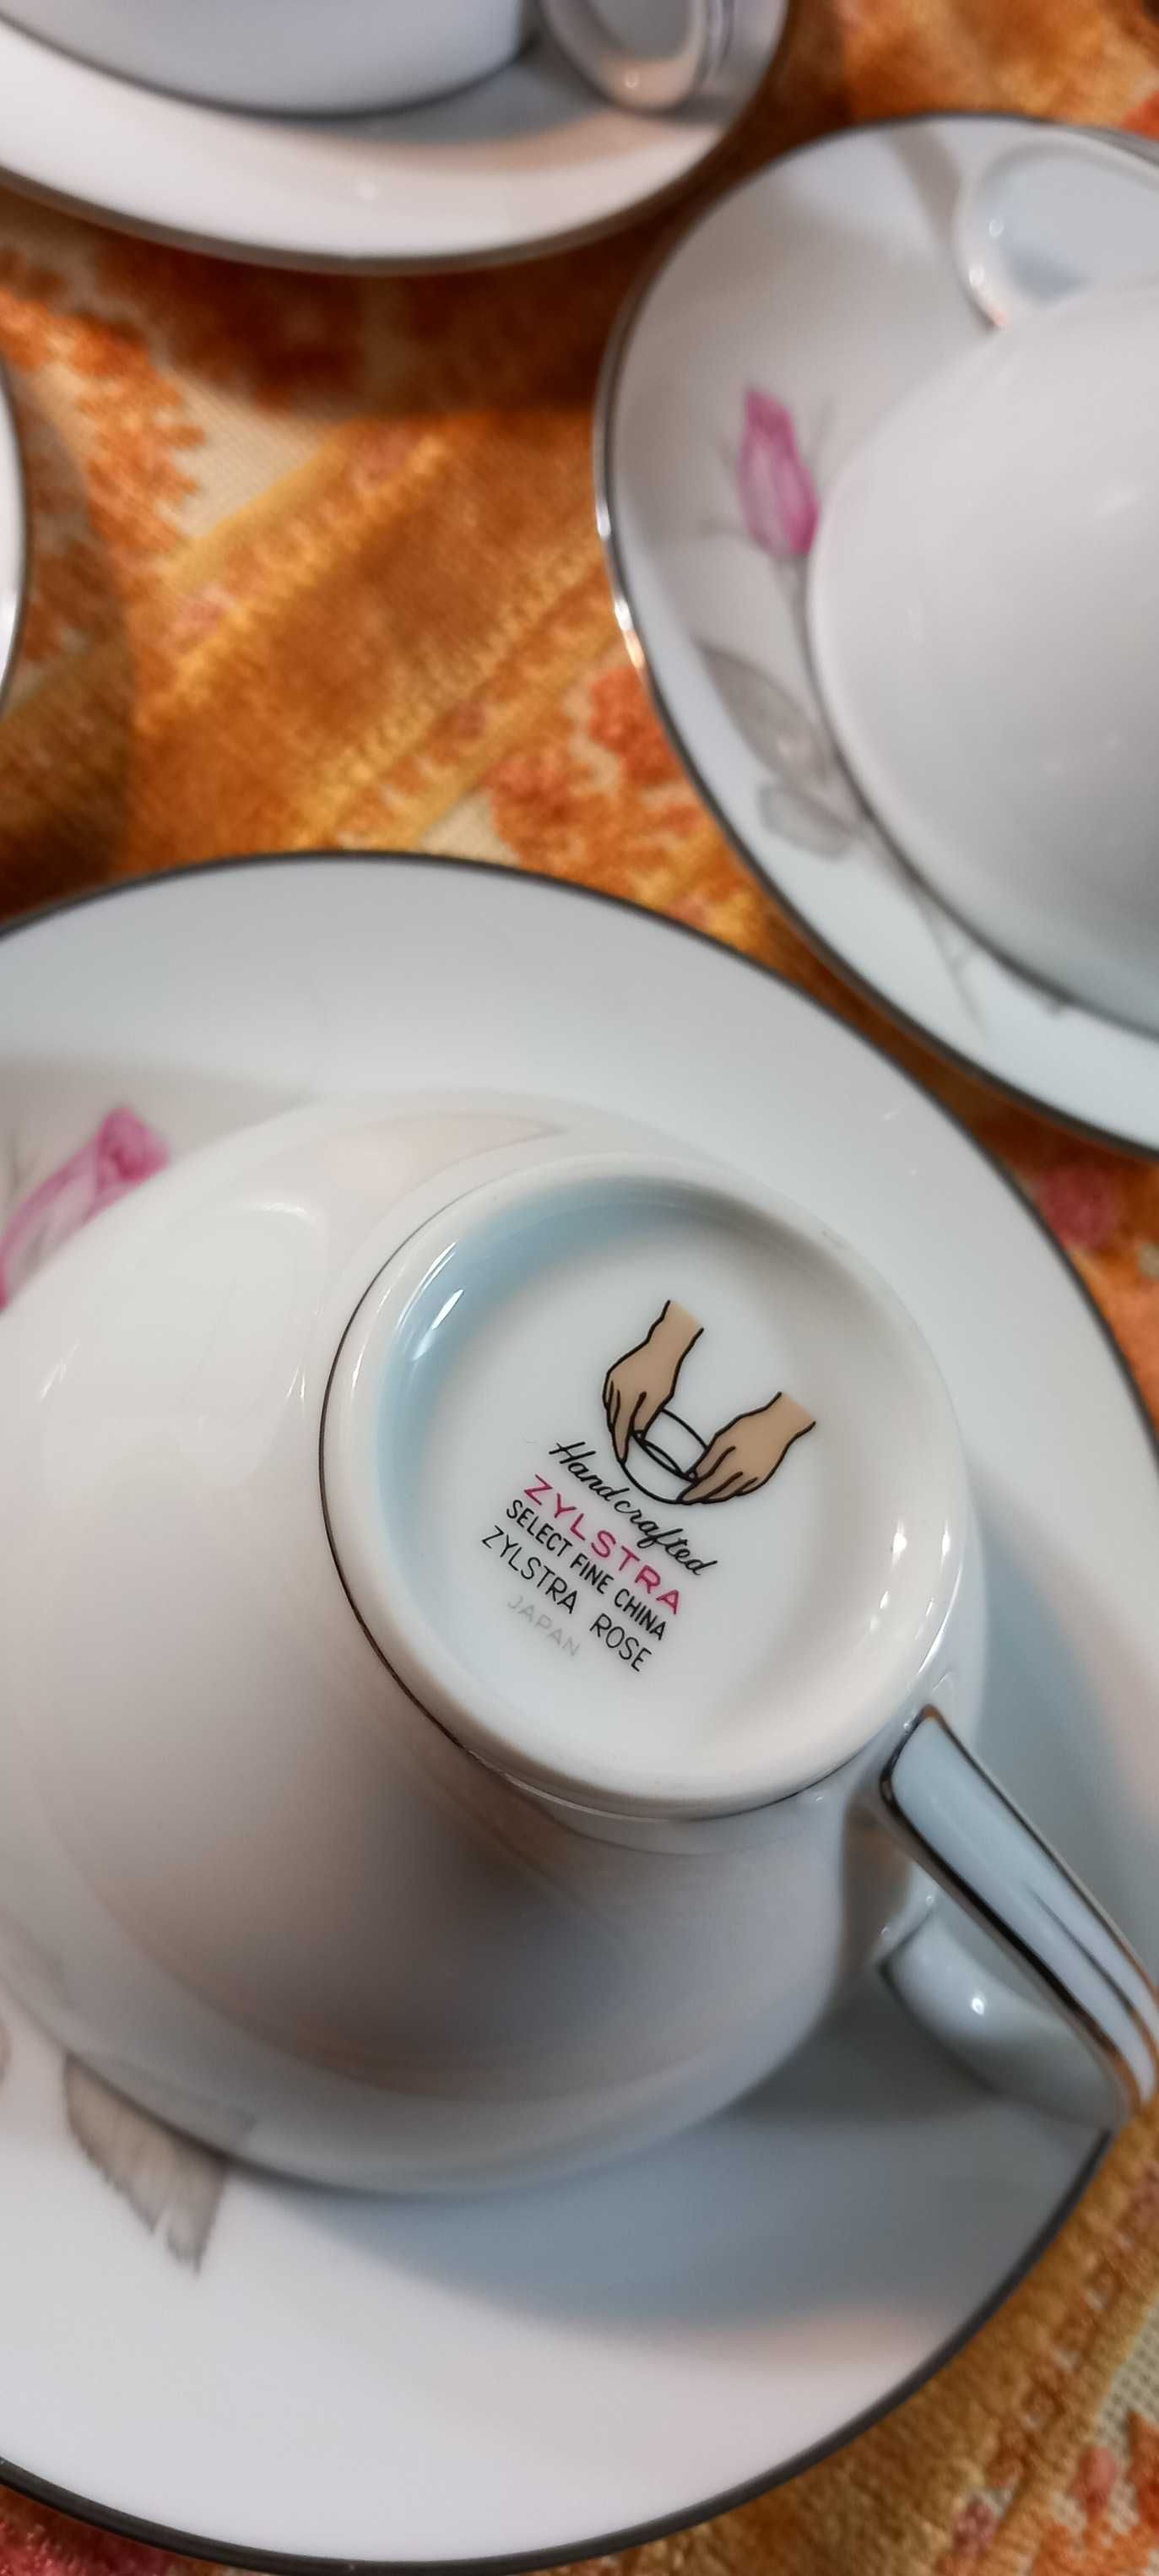 Handcrafted
ZYLSTRA
SELECT FINE CHINA
ZYLSTRA ROSE
JAPAN